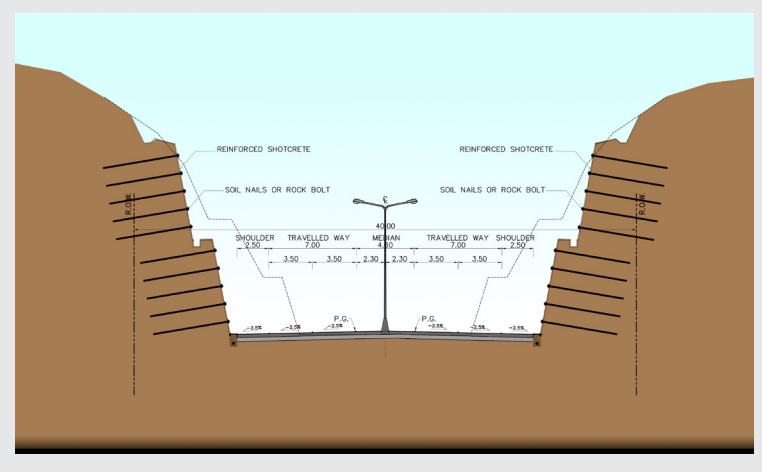 REINFORCED SHOTCRETE
REINFORCED SHOTCRETE
SOIL NAILS OR ROCK BOLT
SOIL NAILS OR ROCK BOLT
R.O.W.
R.O.W.
℄
40.00
SHOULDER TRAVELLED WAY MEDIAN TRAVELLED WAY SHOULDER
2.50 7.00 4.60 7.00 2.50
3.50 3.50 2.30 2.30 3.50 3.50
P.G. P.G.
-2.5% -2.5% -2.5% -2.5% -2.5% -2.5%